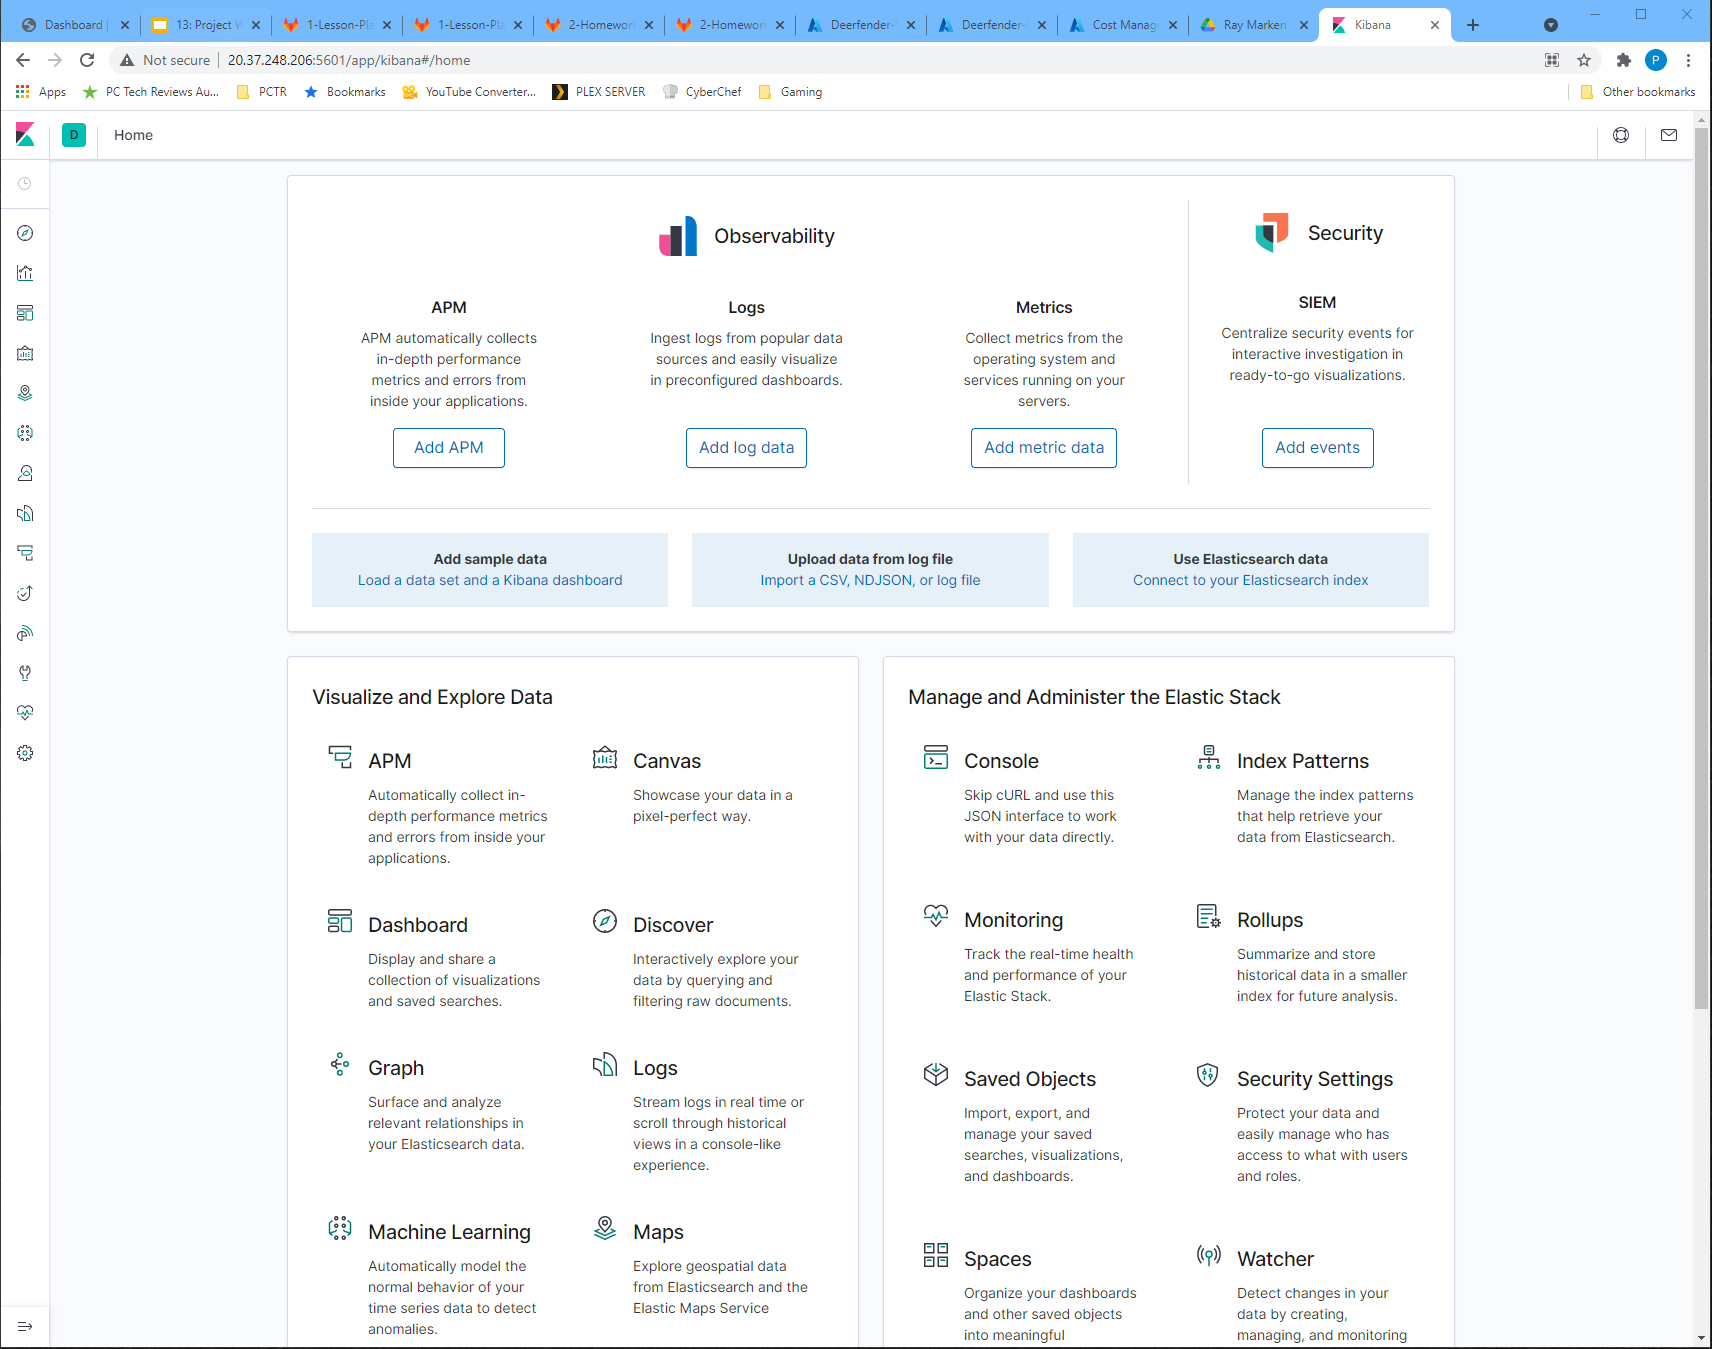 Dashboard
13: Project W
1-Lesson-Pla
1-Lesson-Pla
2-Homework
2-Homework
Deerfender-
Deerfender-
Cost Manag
Ray Marken
Kibana
Not secure
20.37.248.206:5601/app/kibana#/home
P
Apps
PC Tech Reviews Au...
PCTR
Bookmarks
YouTube Converter...
PLEX SERVER
CyberChef
Gaming
Other bookmarks
D
Home
Observability
Security
APM
APM automatically collects
in-depth performance
metrics and errors from
inside your applications.
Add APM
Logs
Ingest logs from popular data
sources and easily visualize
in preconfigured dashboards.
Add log data
Metrics
Collect metrics from the
operating system and
services running on your
servers.
Add metric data
SIEM
Centralize security events for
interactive investigation in
ready-to-go visualizations.
Add events
Add sample data
Load a data set and a Kibana dashboard
Upload data from log file
Import a CSV, NDJSON, or log file
Use Elasticsearch data
Connect to your Elasticsearch index
Visualize and Explore Data
APM
Automatically collect in-
depth performance metrics
and errors from inside your
applications.
Canvas
Showcase your data in a
pixel-perfect way.
Dashboard
Display and share a
collection of visualizations
and saved searches.
Discover
Interactively explore your
data by querying and
filtering raw documents.
Graph
Surface and analyze
relevant relationships in
your Elasticsearch data.
Logs
Stream logs in real time or
scroll through historical
views in a console-like
experience.
Machine Learning
Automatically model the
normal behavior of your
time series data to detect
anomalies.
Maps
Explore geospatial data
from Elasticsearch and the
Elastic Maps Service
Manage and Administer the Elastic Stack
Console
Skip cURL and use this
JSON interface to work
with your data directly.
Index Patterns
Manage the index patterns
that help retrieve your
data from Elasticsearch.
Monitoring
Track the real-time health
and performance of your
Elastic Stack.
Rollups
Summarize and store
historical data in a smaller
index for future analysis.
Saved Objects
Import, export, and
manage your saved
searches, visualizations,
and dashboards.
Security Settings
Protect your data and
easily manage who has
access to what with users
and roles.
Spaces
Organize your dashboards
and other saved objects
into meaningful
Watcher
Detect changes in your
data by creating,
managing, and monitoring